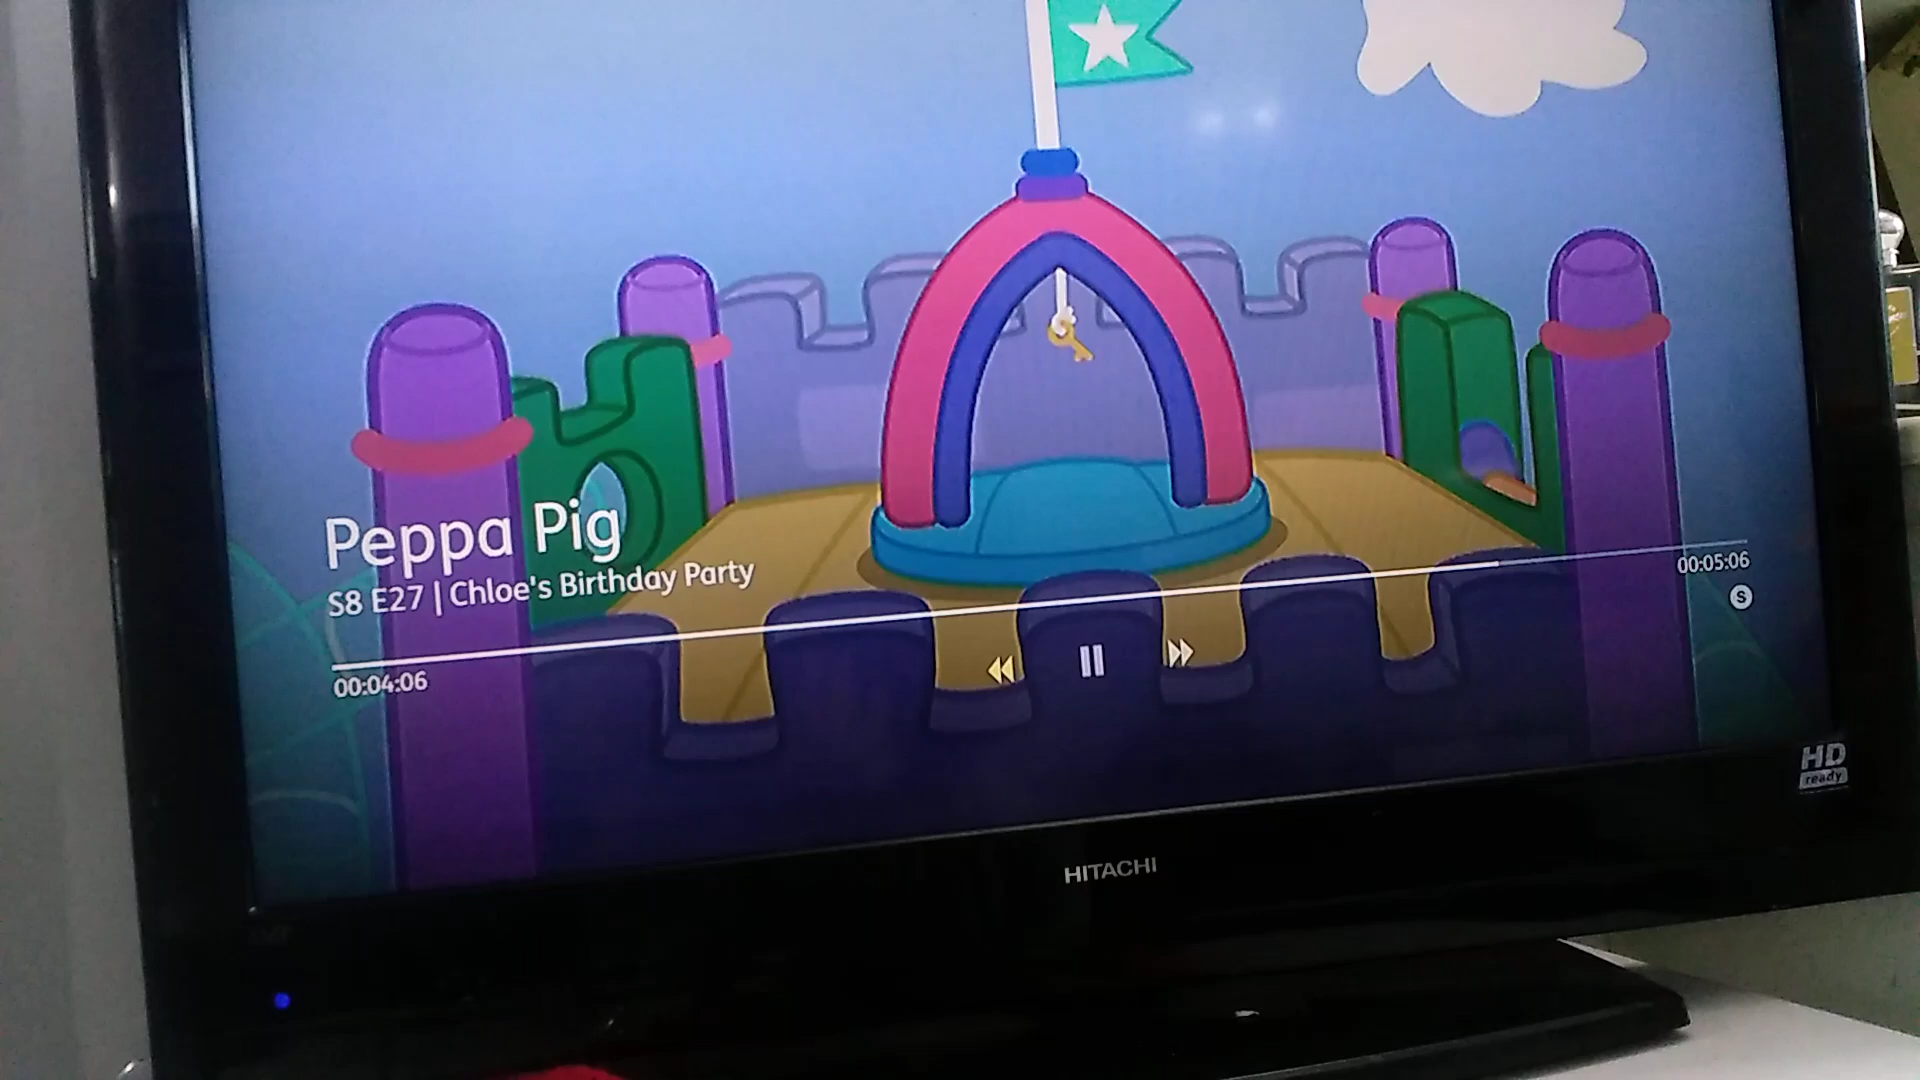 Peppa Pig
S8 E27 | Chloe's Birthday Party
00:05:06
S
00:04:06
HD
ready
HITACHI